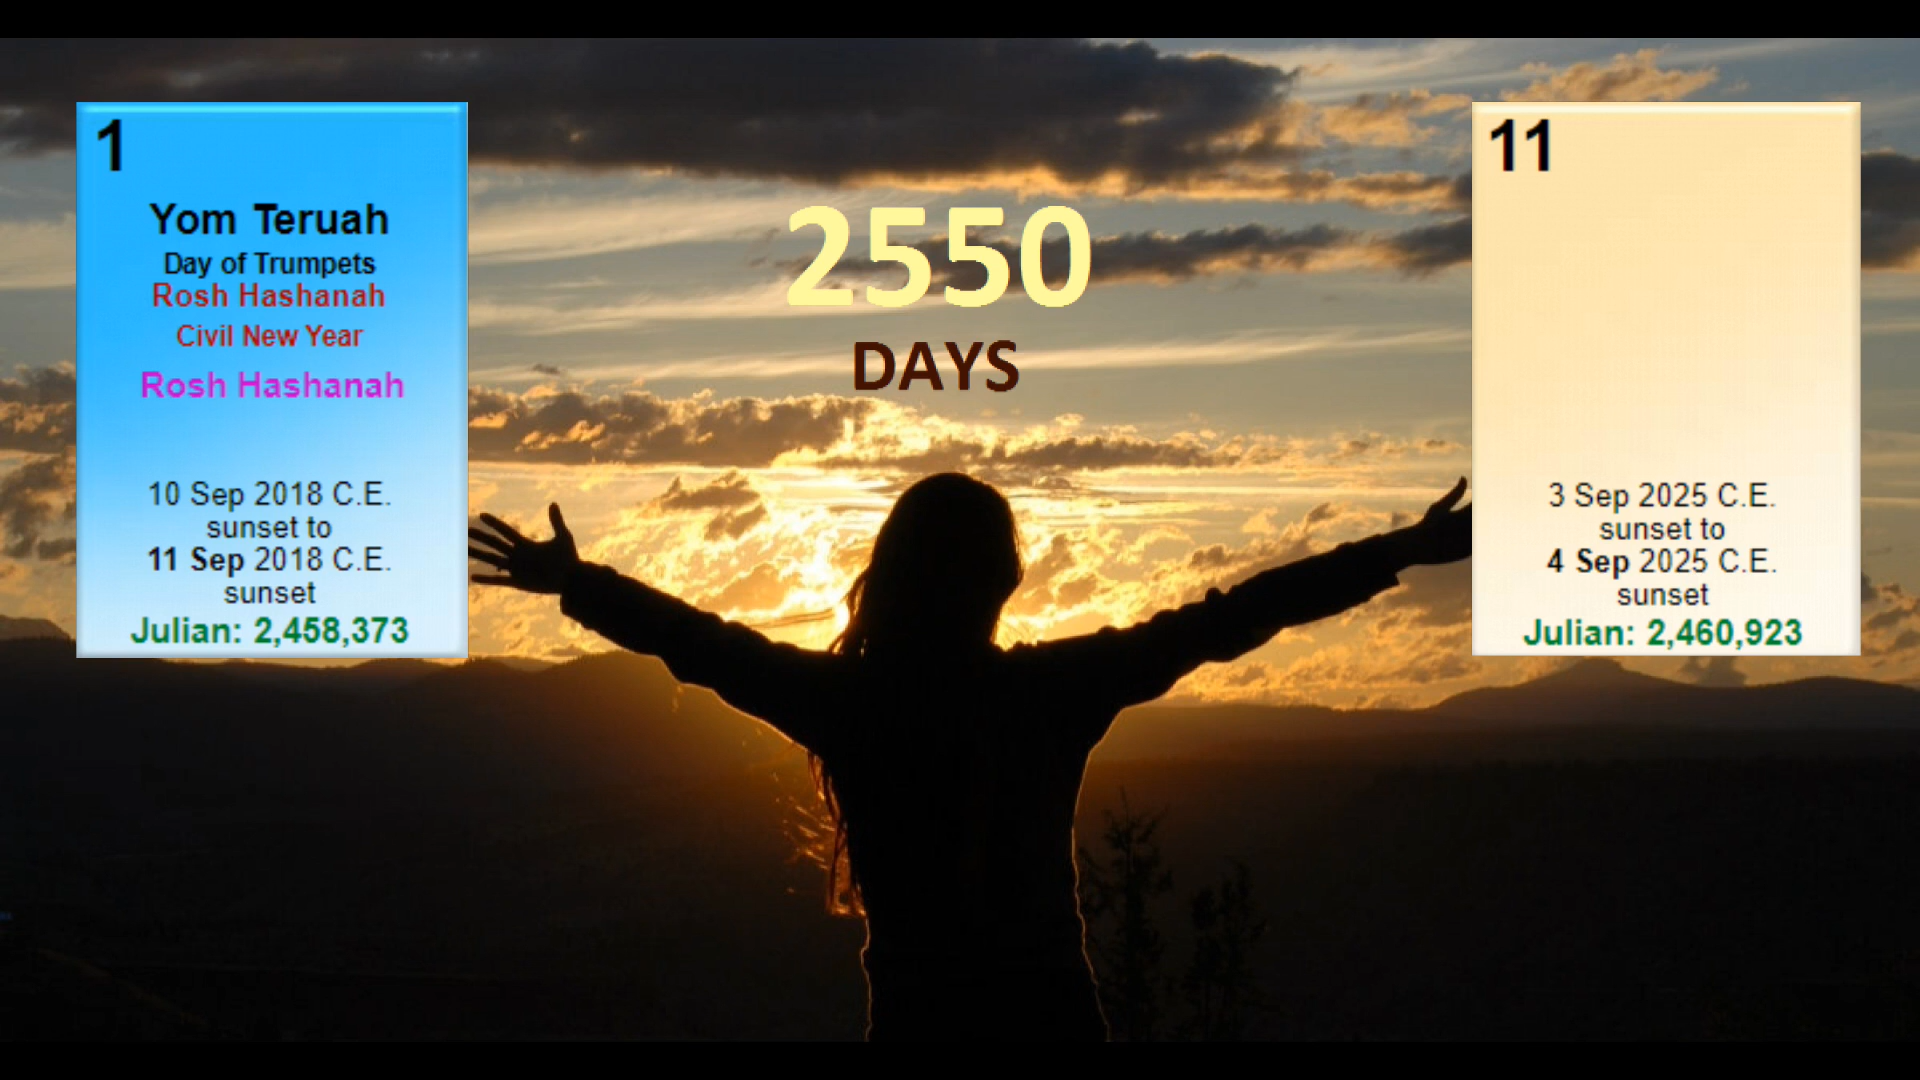 1
Yom Teruah
Day of Trumpets
Rosh Hashanah
Civil New Year
Rosh Hashanah
10 Sep 2018 C.E.
sunset to
11 Sep 2018 C.E.
sunset
Julian: 2,458,373
2550
DAYS
11
3 Sep 2025 C.E.
sunset to
4 Sep 2025 C.E.
sunset
Julian: 2,460,923